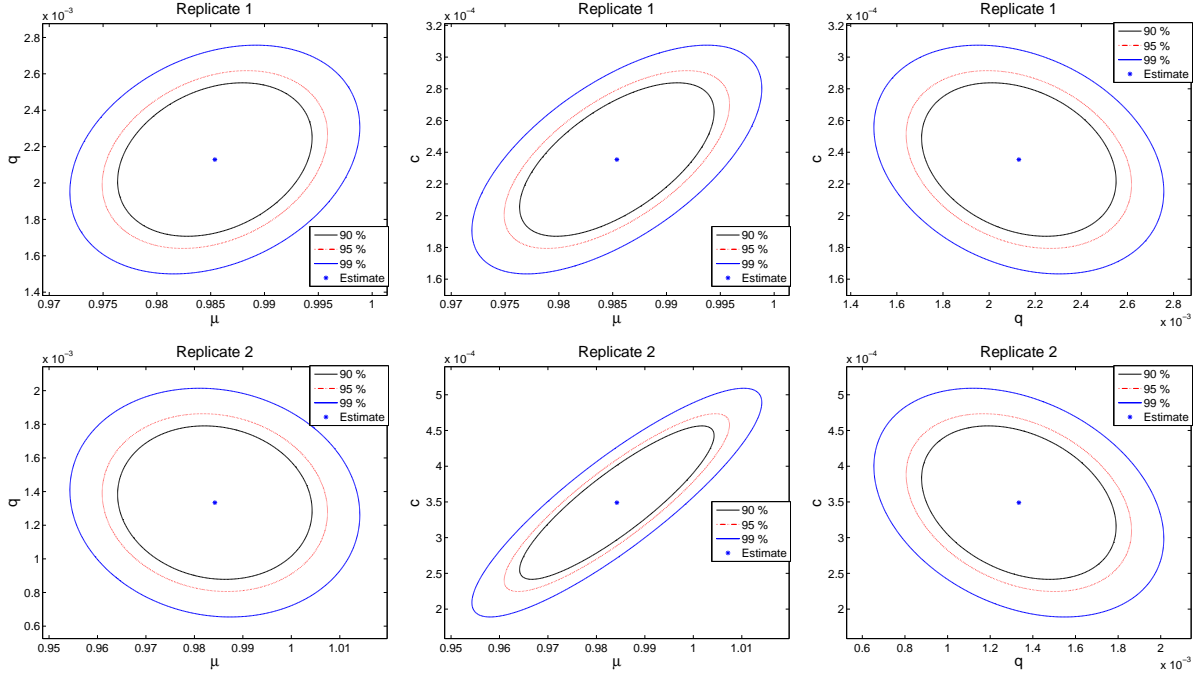 Replicate 1
x 10⁻³
2.8
2.6
2.4
2.2
2
1.8
1.6
1.4
q
0.97 0.975 0.98 0.985 0.99 0.995 1
μ
90 %
95 %
99 %
Estimate
Replicate 1
x 10⁻⁴
3.2
3
2.8
2.6
2.4
2.2
2
1.8
1.6
c
0.97 0.975 0.98 0.985 0.99 0.995 1
μ
90 %
95 %
99 %
Estimate
Replicate 1
x 10⁻⁴
3.2
3
2.8
2.6
2.4
2.2
2
1.8
1.6
c
1.4 1.6 1.8 2 2.2 2.4 2.6 2.8
q
x 10⁻³
90 %
95 %
99 %
Estimate
Replicate 2
x 10⁻³
2
1.8
1.6
1.4
1.2
1
0.8
0.6
q
0.95 0.96 0.97 0.98 0.99 1 1.01
μ
90 %
95 %
99 %
Estimate
Replicate 2
x 10⁻⁴
5
4.5
4
3.5
3
2.5
2
c
0.95 0.96 0.97 0.98 0.99 1 1.01
μ
90 %
95 %
99 %
Estimate
Replicate 2
x 10⁻⁴
5
4.5
4
3.5
3
2.5
2
c
0.6 0.8 1 1.2 1.4 1.6 1.8 2
q
x 10⁻³
90 %
95 %
99 %
Estimate